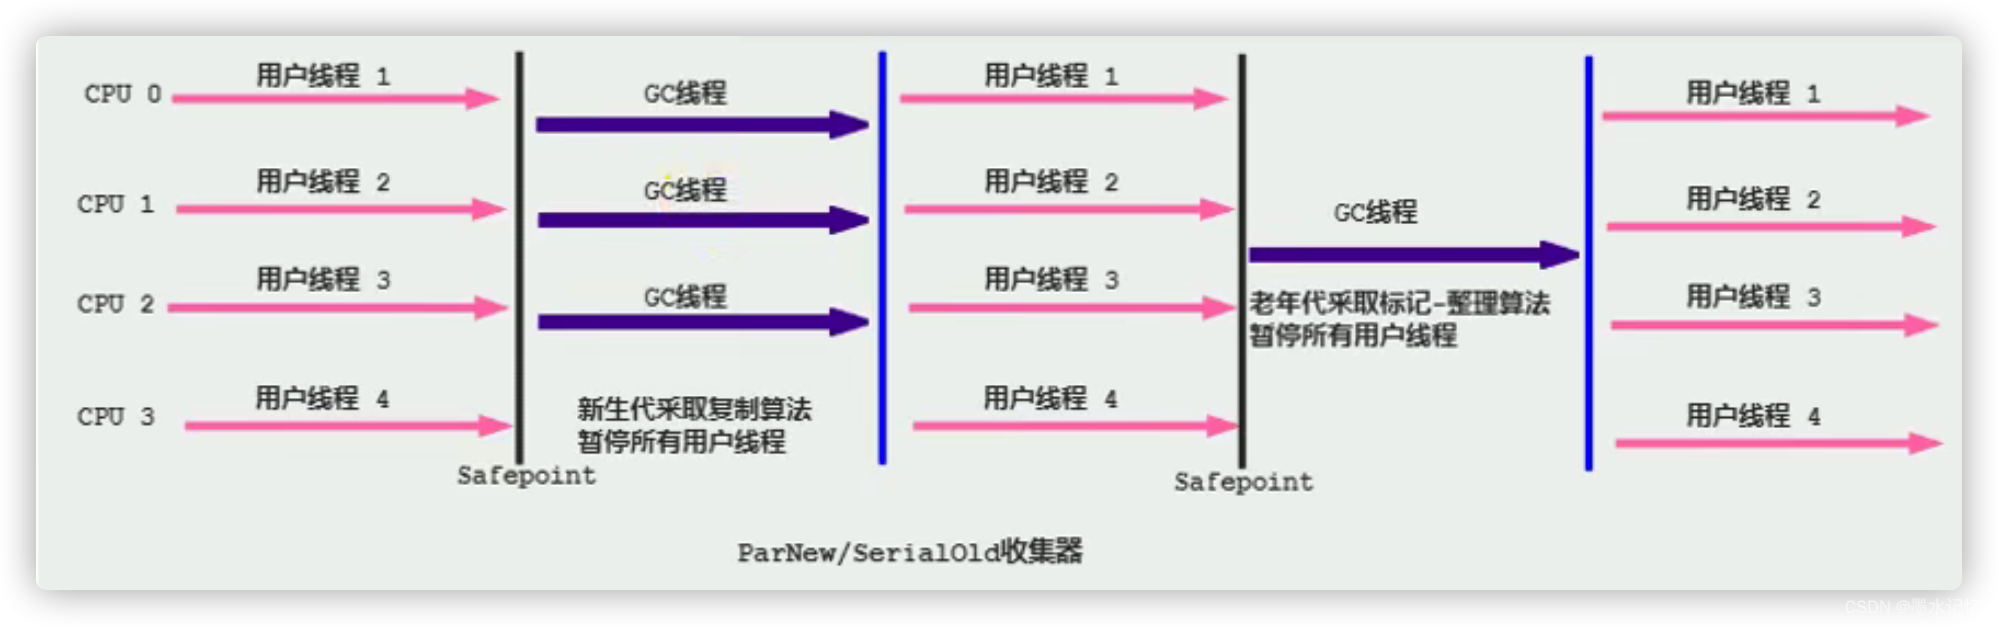 用户线程 1
GC线程
用户线程 1
用户线程 1
CPU 0
用户线程 2
GC线程
用户线程 2
用户线程 2
CPU 1
GC线程
用户线程 3
GC线程
用户线程 3
用户线程 3
CPU 2
老年代采取标记-整理算法
暂停所有用户线程
用户线程 4
新生代采取复制算法
暂停所有用户线程
用户线程 4
用户线程 4
CPU 3
Safepoint
Safepoint
ParNew/SerialOld收集器
CSDN @墨水记忆